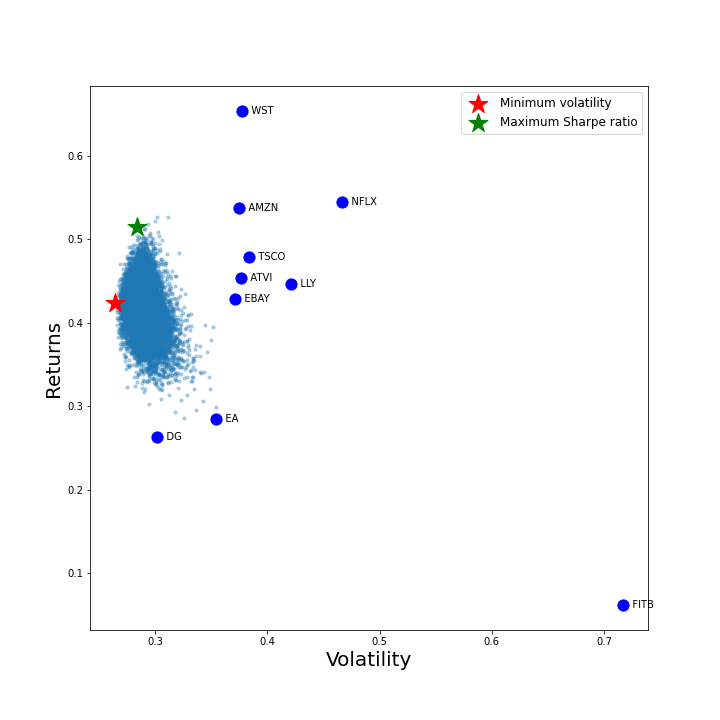 Minimum volatility
Maximum Sharpe ratio
WST
0.6
NFLX
AMZN
0.5
TSCO
ATVI
LLY
EBAY
0.4
Returns
0.3
EA
DG
0.2
0.1
FITB
0.3 0.4 0.5 0.6 0.7
Volatility